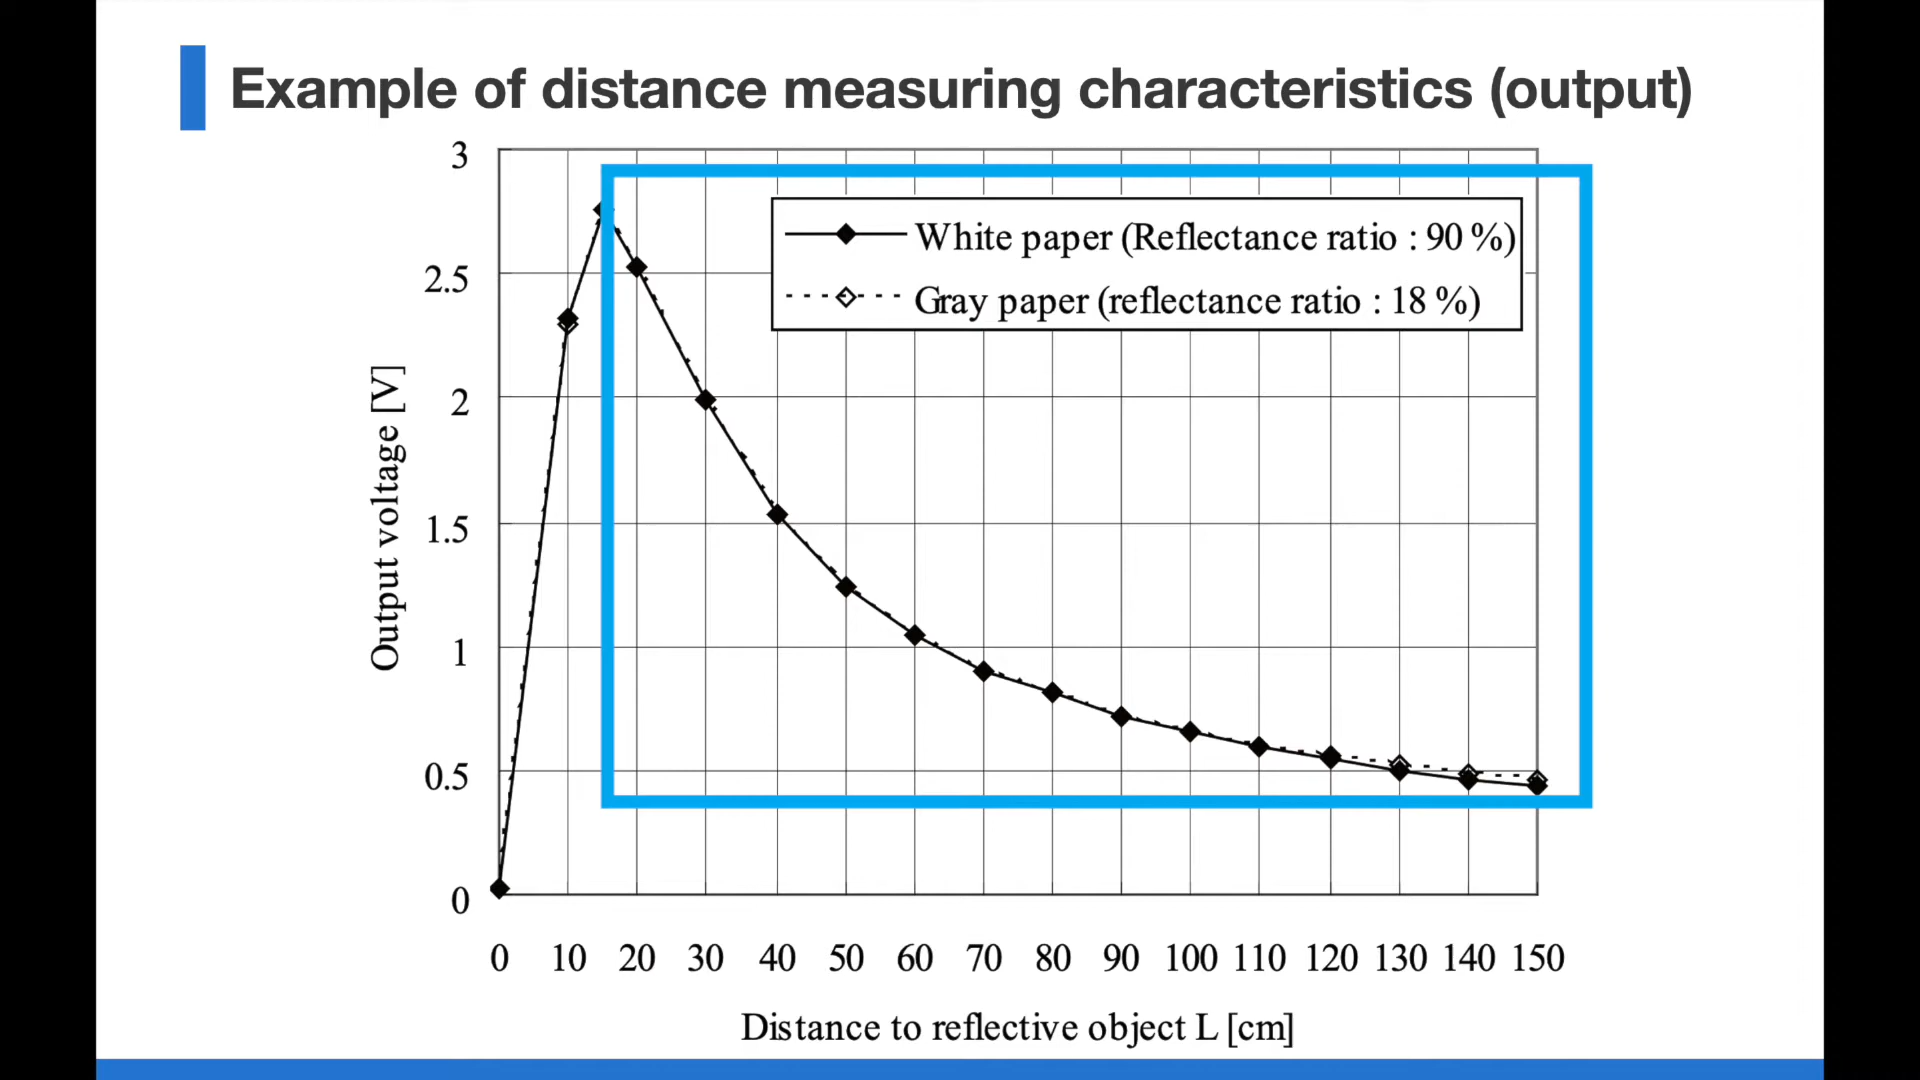 Example of distance measuring characteristics (output)
3
2.5
2
1.5
1
0.5
0
Output voltage [V]
White paper (Reflectance ratio : 90 %)
Gray paper (reflectance ratio : 18 %)
0 10 20 30 40 50 60 70 80 90 100 110 120 130 140 150
Distance to reflective object L [cm]